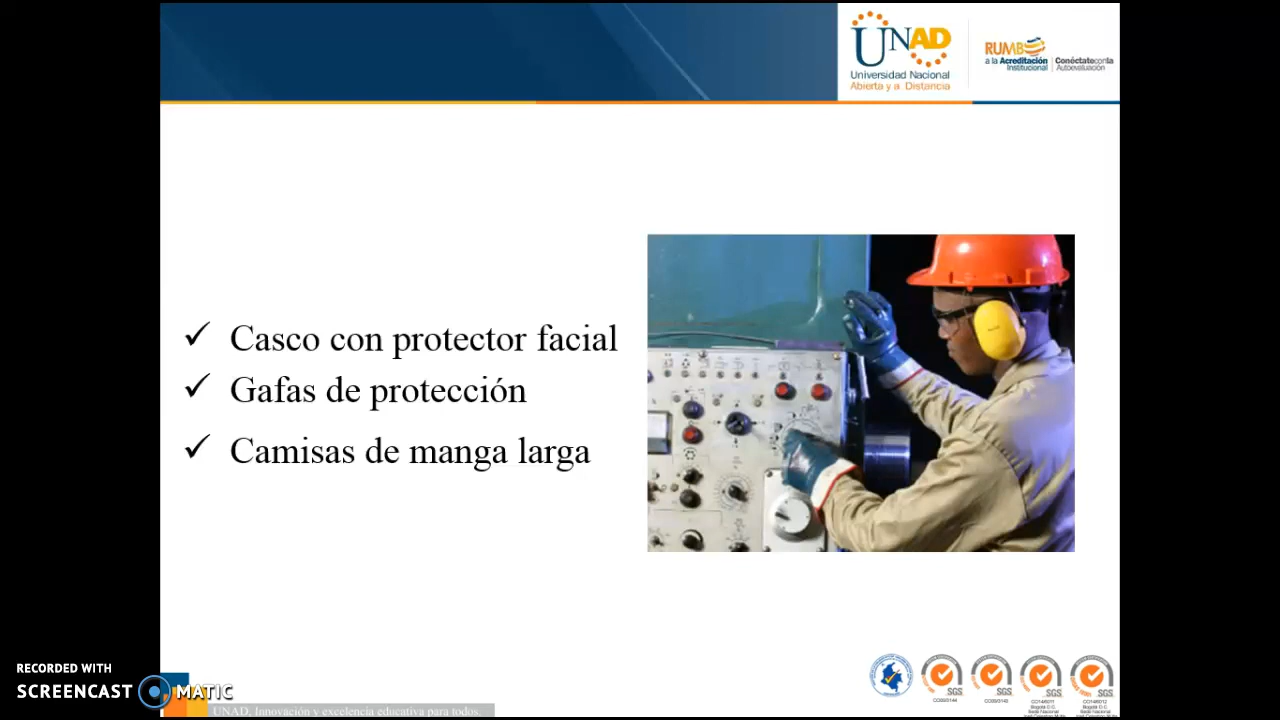 UNAD
Universidad Nacional
Abierta y a Distancia
RUMBO
a la Acreditación
Institucional
Conéctate con la
Autoevaluación
✓ Casco con protector facial
✓ Gafas de protección
✓ Camisas de manga larga
RECORDED WITH
SCREENCAST MATIC
UNAD, Innovación y excelencia educativa para todos.
SGS
SGS
SGS
SGS